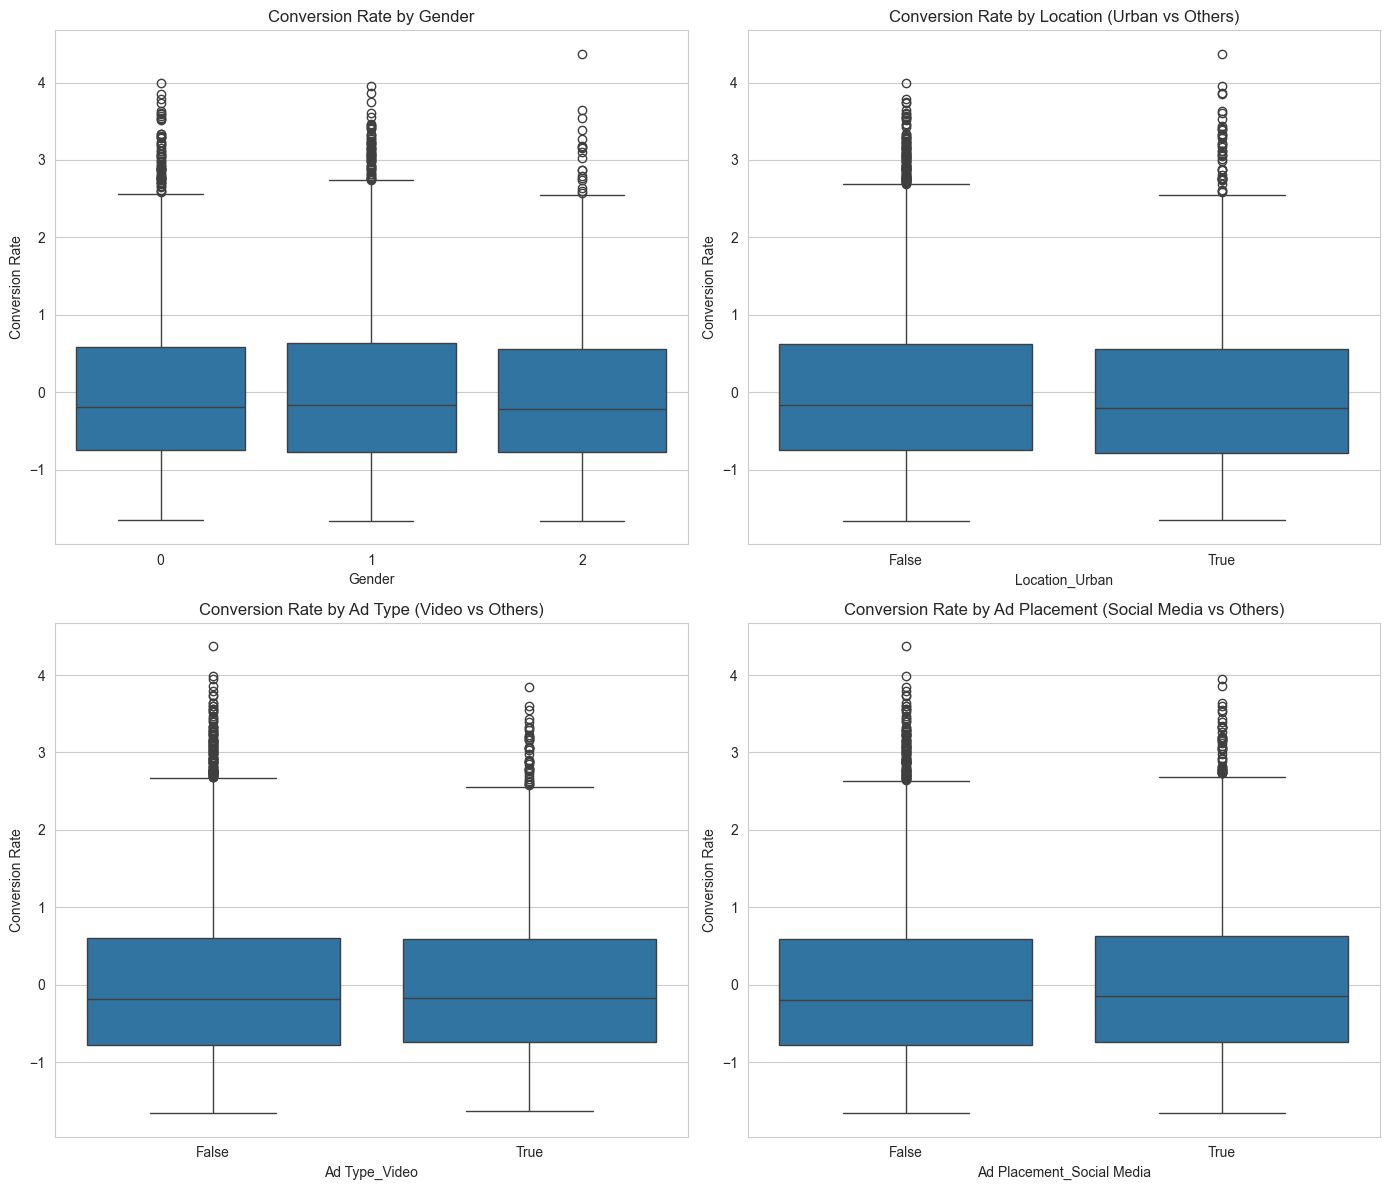 Conversion Rate by Gender
Conversion Rate
4
3
2
1
0
−1
0 1 2
Gender
Conversion Rate by Location (Urban vs Others)
Conversion Rate
4
3
2
1
0
−1
False True
Location_Urban
Conversion Rate by Ad Type (Video vs Others)
Conversion Rate
4
3
2
1
0
−1
False True
Ad Type_Video
Conversion Rate by Ad Placement (Social Media vs Others)
Conversion Rate
4
3
2
1
0
−1
False True
Ad Placement_Social Media